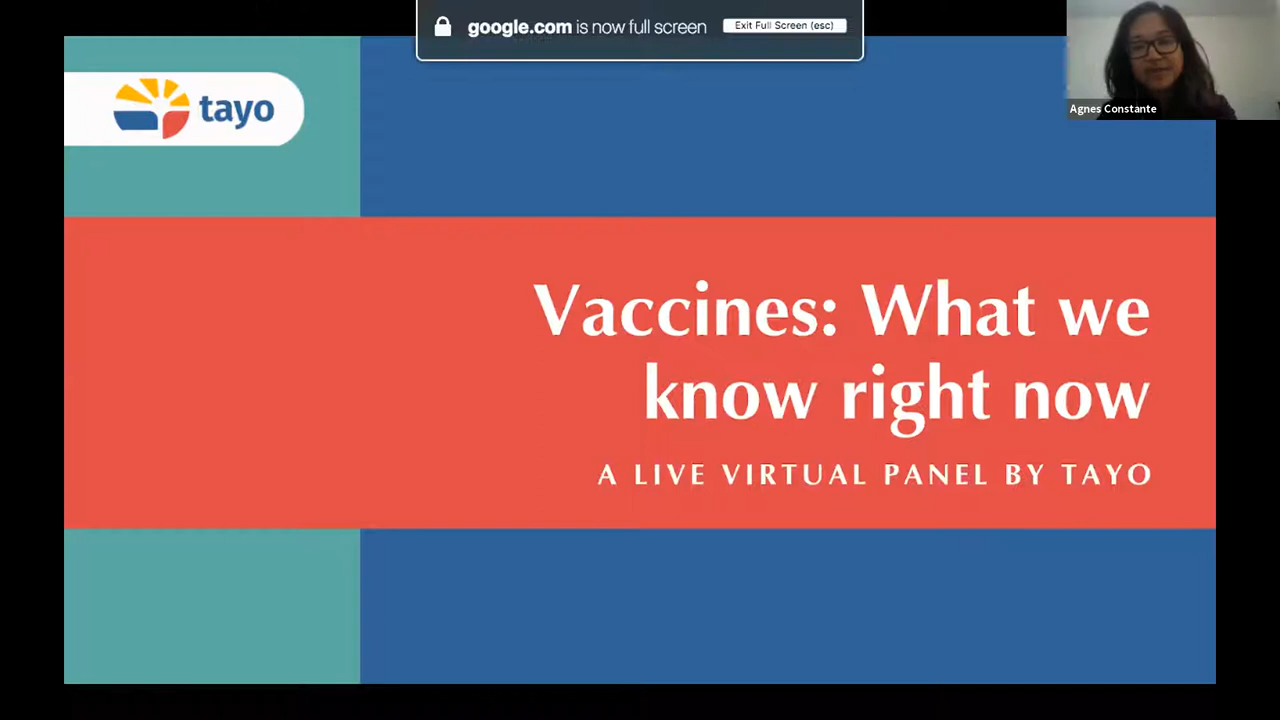 google.com is now full screen
Exit Full Screen (esc)
Agnes Constante
tayo
Vaccines: What we
know right now
A LIVE VIRTUAL PANEL BY TAYO